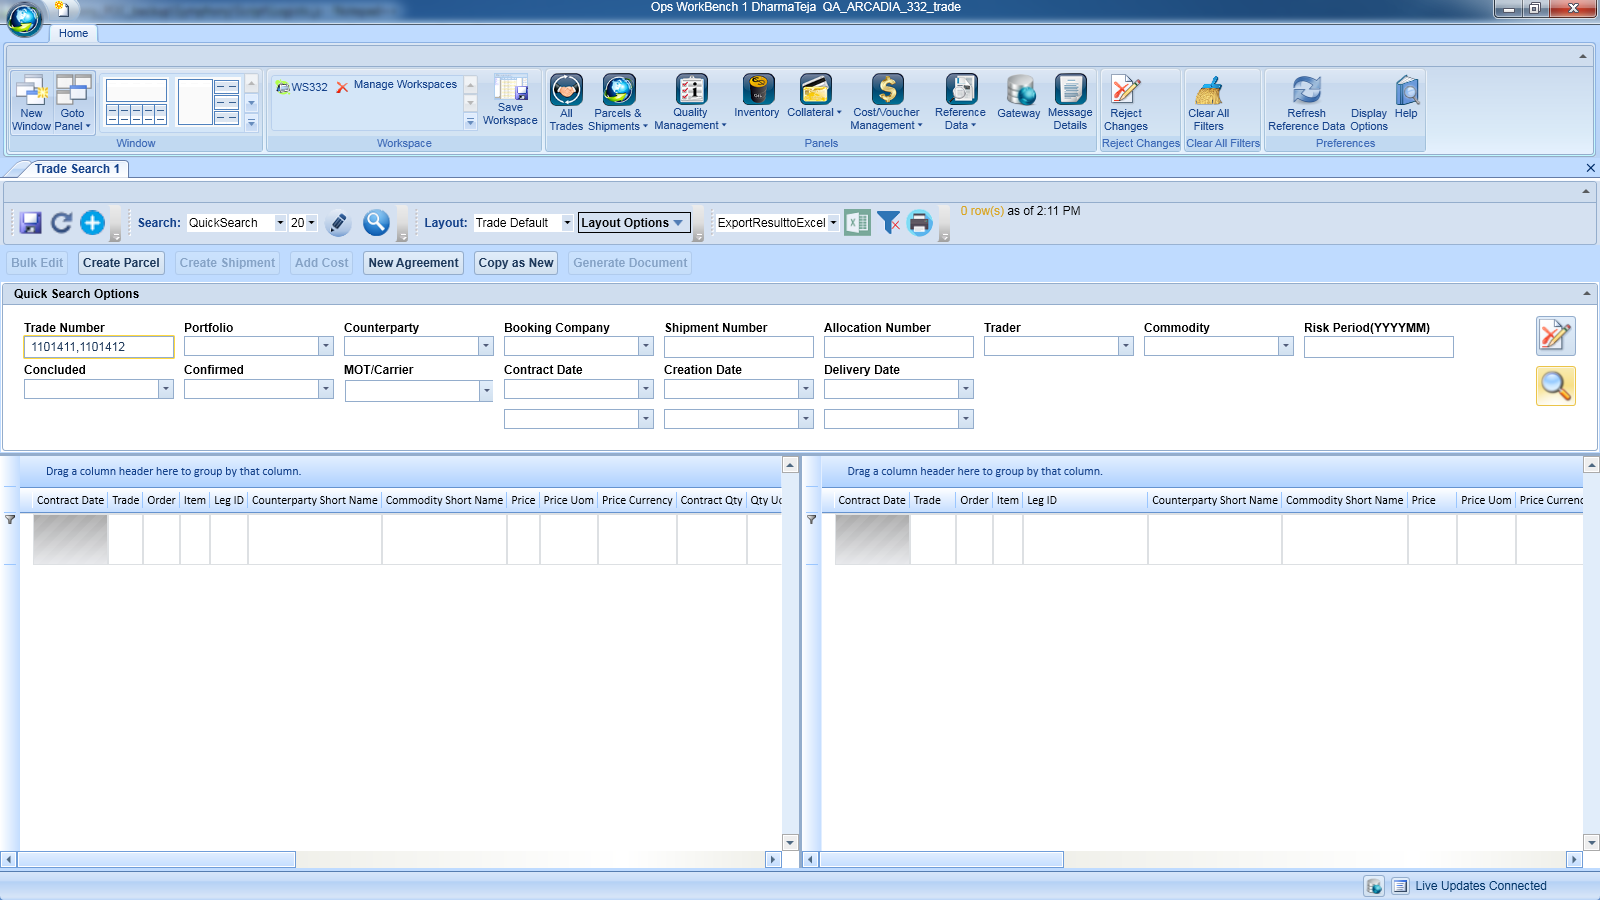 Ops WorkBench 1 DharmaTeja QA_ARCADIA_332_trade
Home
New Window
Goto Panel
Window
WS332
Manage Workspaces
Save Workspace
Workspace
All Trades
Parcels & Shipments
Quality Management
Inventory
Collateral
Cost/Voucher Management
Reference Data
Gateway
Message Details
Panels
Reject Changes
Reject Changes
Clear All Filters
Clear All Filters
Refresh Reference Data
Display Options
Help
Preferences
Trade Search 1
Search: QuickSearch 20
Layout: Trade Default Layout Options
ExportResulttoExcel
0 row(s) as of 2:11 PM
Bulk Edit Create Parcel Create Shipment Add Cost New Agreement Copy as New Generate Document
Quick Search Options
Trade Number Portfolio Counterparty Booking Company Shipment Number Allocation Number Trader Commodity Risk Period(YYYYMM)
1101411,1101412
Concluded Confirmed MOT/Carrier Contract Date Creation Date Delivery Date
Drag a column header here to group by that column.
Contract Date Trade Order Item Leg ID Counterparty Short Name Commodity Short Name Price Price Uom Price Currency Contract Qty Qty Uo
Drag a column header here to group by that column.
Contract Date Trade Order Item Leg ID Counterparty Short Name Commodity Short Name Price Price Uom Price Currenc
Live Updates Connected